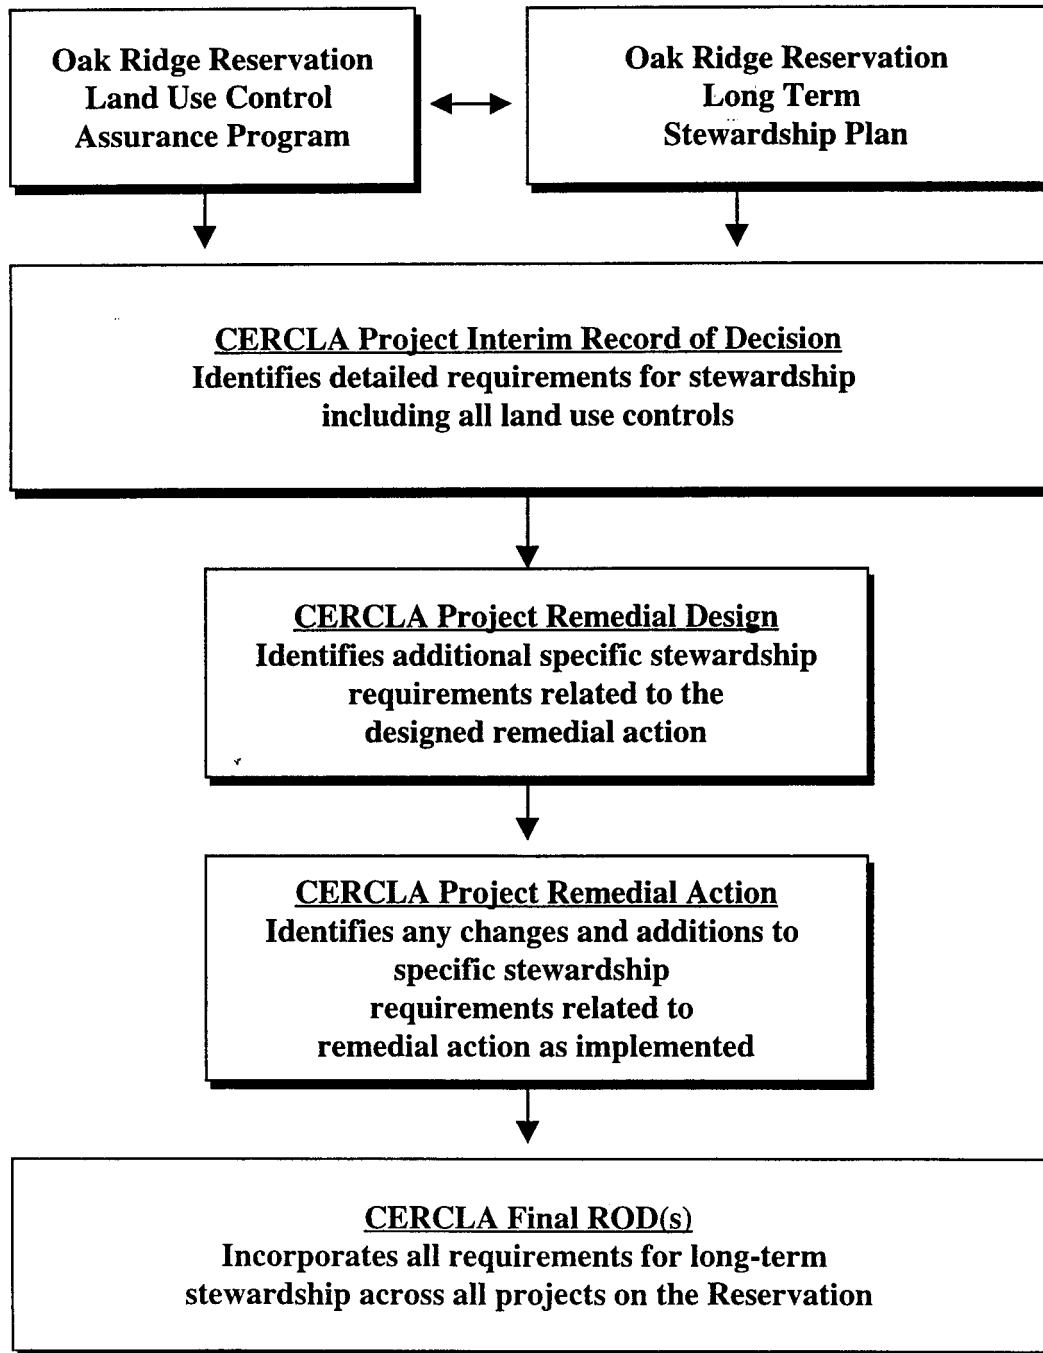 Oak Ridge Reservation
Land Use Control
Assurance Program
Oak Ridge Reservation
Long Term
Stewardship Plan
CERCLA Project Interim Record of Decision
Identifies detailed requirements for stewardship
including all land use controls
CERCLA Project Remedial Design
Identifies additional specific stewardship
requirements related to the
designed remedial action
CERCLA Project Remedial Action
Identifies any changes and additions to
specific stewardship
requirements related to
remedial action as implemented
CERCLA Final ROD(s)
Incorporates all requirements for long-term
stewardship across all projects on the Reservation